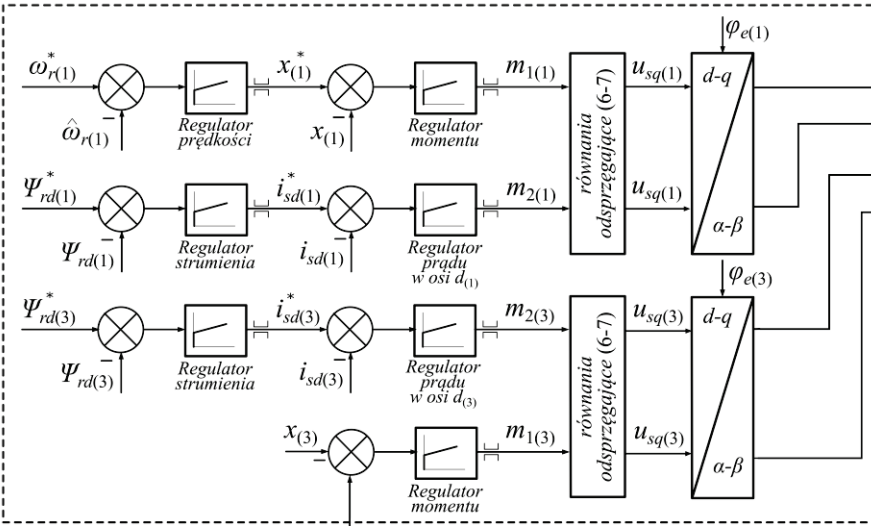 φe(1)
ω*r(1)
x*(1)
m1(1)
usq(1)
d-q
ω̂r(1)
Regulator
prędkości
x(1)
Regulator
momentu
równania
odsprzęgające (6-7)
Ψ*rd(1)
i*sd(1)
m2(1)
usq(1)
α-β
Ψrd(1)
Regulator
strumienia
isd(1)
Regulator
prądu
w osi d(1)
φe(3)
Ψ*rd(3)
i*sd(3)
m2(3)
usq(3)
d-q
Ψrd(3)
Regulator
strumienia
isd(3)
Regulator
prądu
w osi d(3)
równania
odsprzęgające (6-7)
x(3)
m1(3)
usq(3)
α-β
Regulator
momentu